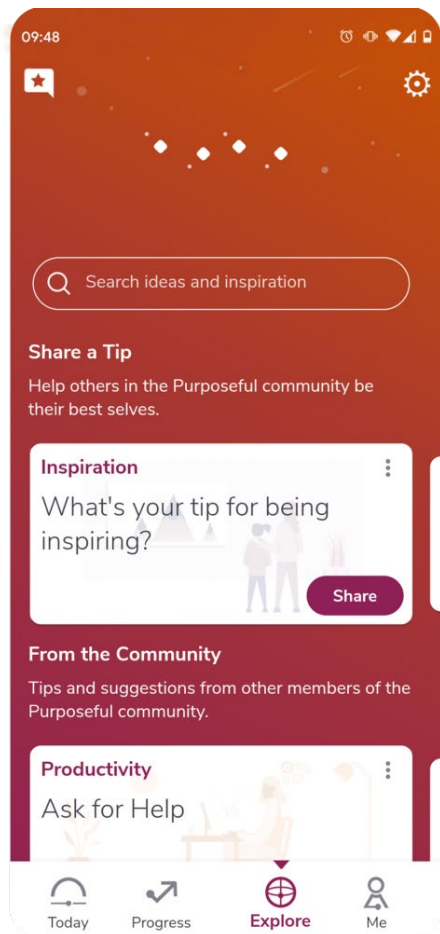 09:48
Search ideas and inspiration
Share a Tip
Help others in the Purposeful community be
their best selves.
Inspiration
What's your tip for being
inspiring?
Share
From the Community
Tips and suggestions from other members of the
Purposeful community.
Productivity
Ask for Help
Today
Progress
Explore
Me